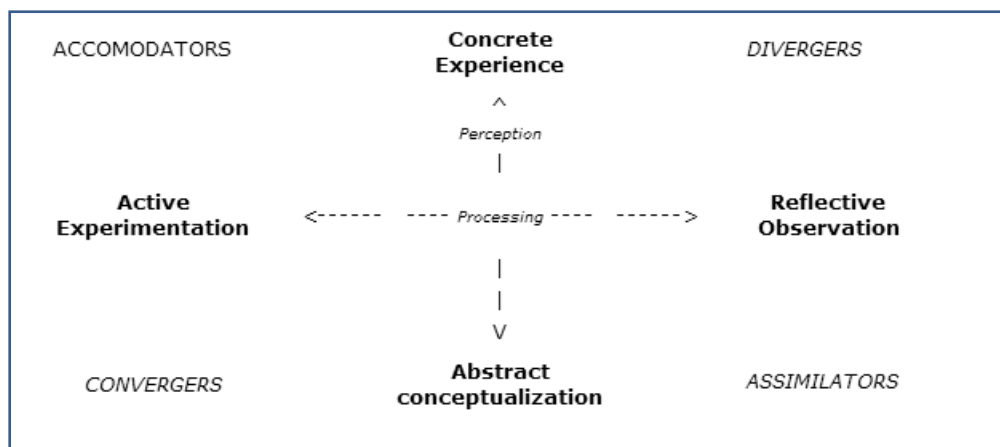 ACCOMODATORS
Concrete
Experience
DIVERGERS
^
Perception
|
Active
Experimentation
<------ ---- Processing ---- ------>
Reflective
Observation
|
|
V
CONVERGERS
Abstract
conceptualization
ASSIMILATORS